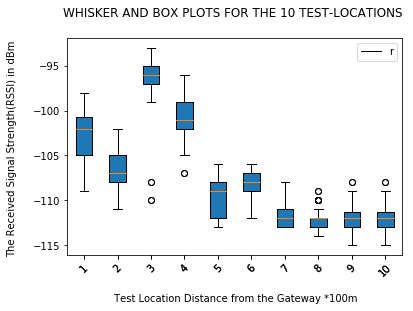 WHISKER AND BOX PLOTS FOR THE 10 TEST-LOCATIONS
The Received Signal Strength(RSSI) in dBm
r
−95
−100
−105
−110
−115
1 2 3 4 5 6 7 8 9 10
Test Location Distance from the Gateway *100m